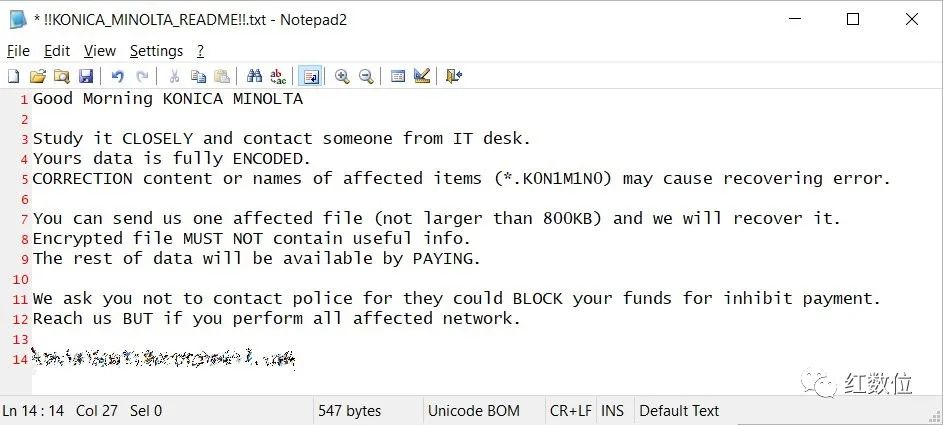 * !!KONICA_MINOLTA_README!!.txt - Notepad2
File Edit View Settings ?
1 Good Morning KONICA MINOLTA
2
3 Study it CLOSELY and contact someone from IT desk.
4 Yours data is fully ENCODED.
5 CORRECTION content or names of affected items (*.K0N1M1N0) may cause recovering error.
6
7 You can send us one affected file (not larger than 800KB) and we will recover it.
8 Encrypted file MUST NOT contain useful info.
9 The rest of data will be available by PAYING.
10
11 We ask you not to contact police for they could BLOCK your funds for inhibit payment.
12 Reach us BUT if you perform all affected network.
13
14
红数位
Ln 14 : 14 Col 27 Sel 0 547 bytes Unicode BOM CR+LF INS Default Text